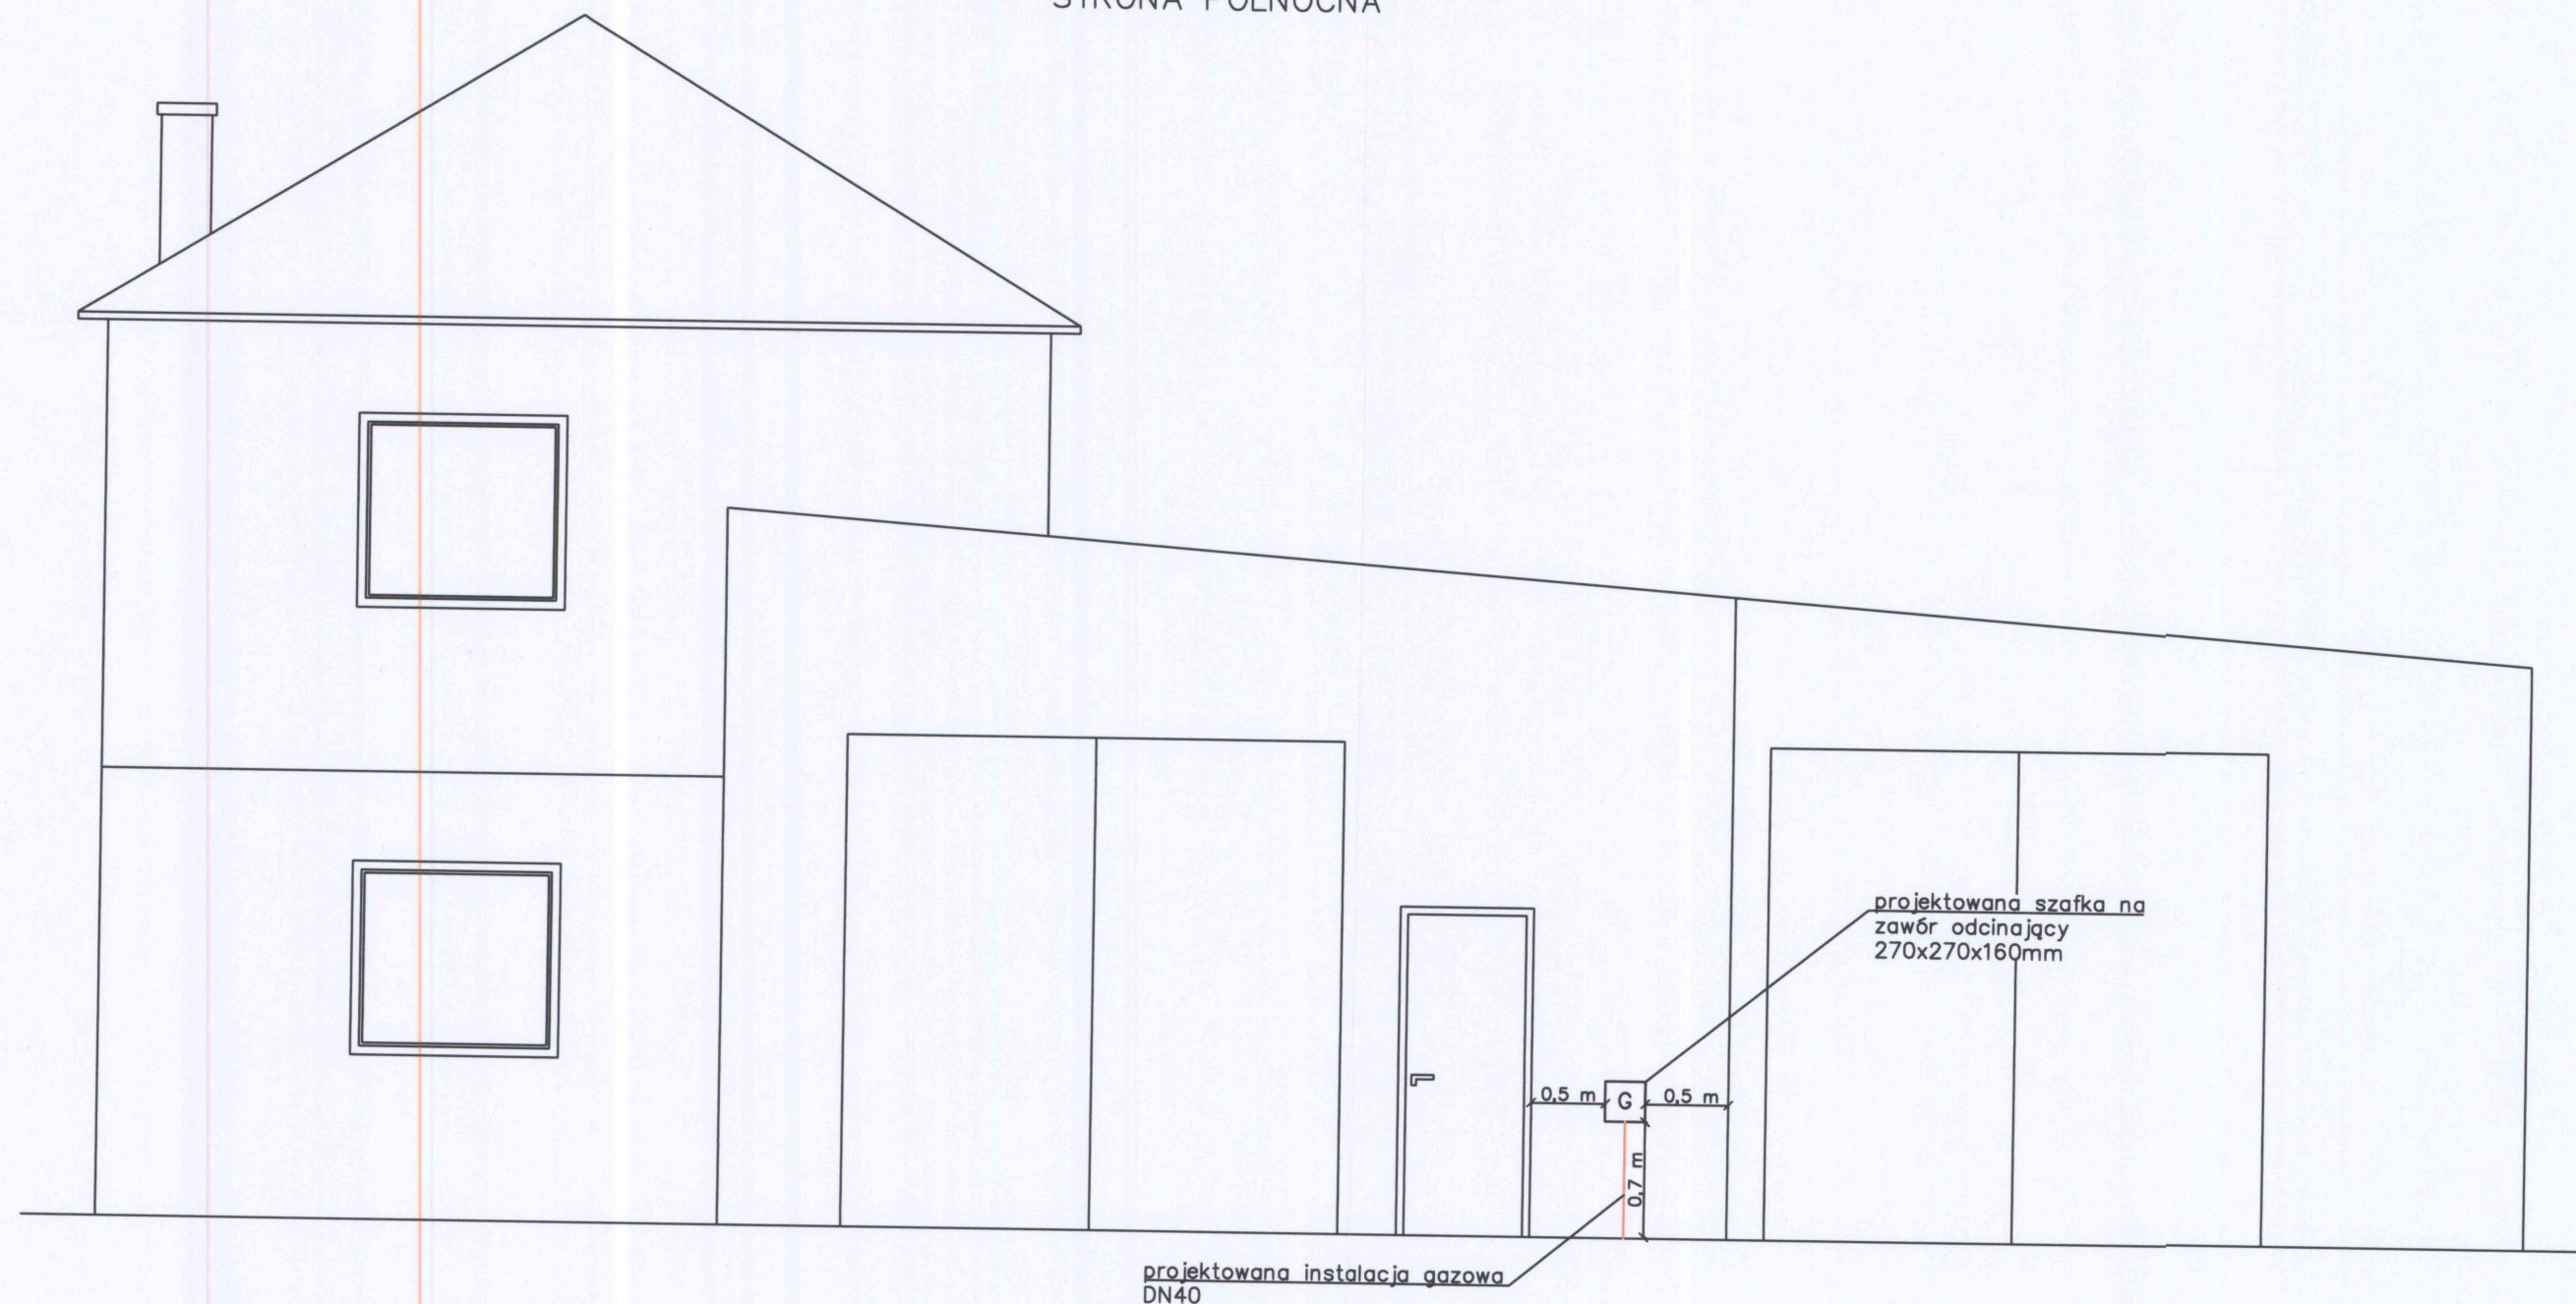 STRONA PÓŁNOCNA
projektowana szafka na
zawór odcinający
270x270x160mm
0,5 m
G
0,5 m
0,7 m
projektowana instalacja gazowa
DN40